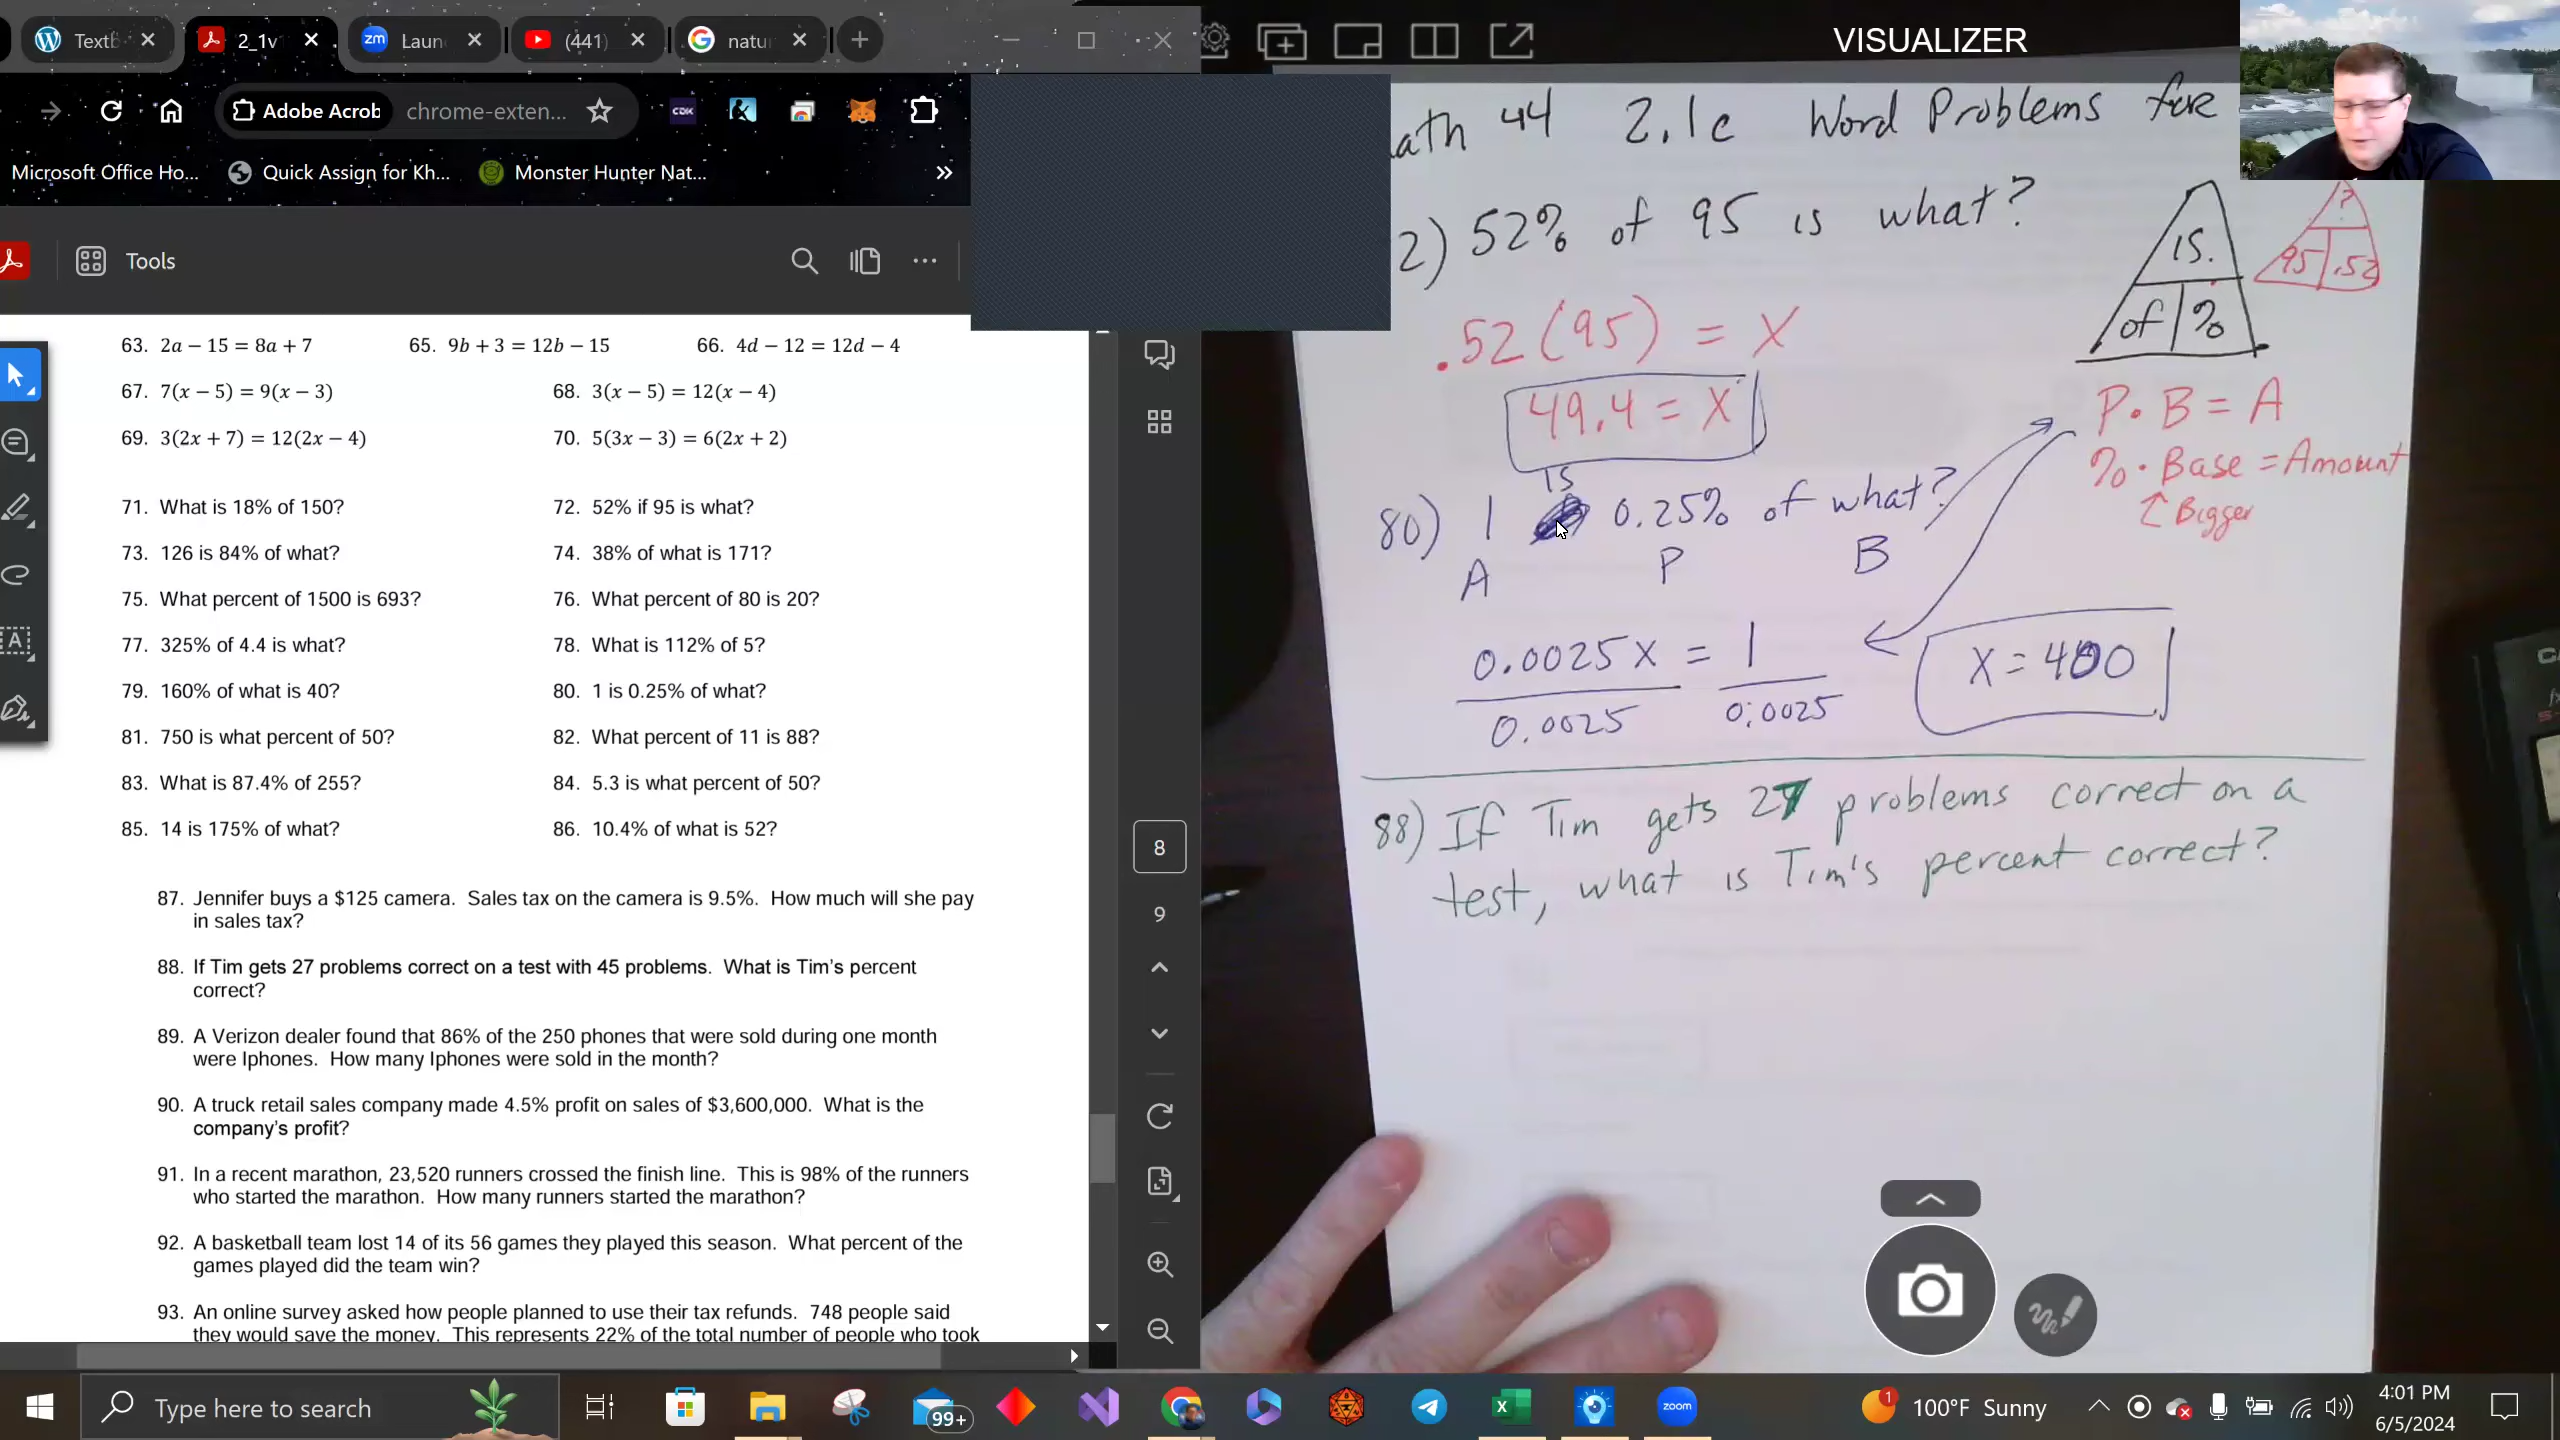 Textb
2_1v
Laun
(441)
natu
Adobe Acrob
chrome-exten...
Microsoft Office Ho...
Quick Assign for Kh...
Monster Hunter Nat...
Tools
63. 2a − 15 = 8a + 7
65. 9b + 3 = 12b − 15
66. 4d − 12 = 12d − 4
67. 7(x − 5) = 9(x − 3)
68. 3(x − 5) = 12(x − 4)
69. 3(2x + 7) = 12(2x − 4)
70. 5(3x − 3) = 6(2x + 2)
71. What is 18% of 150?
72. 52% if 95 is what?
73. 126 is 84% of what?
74. 38% of what is 171?
75. What percent of 1500 is 693?
76. What percent of 80 is 20?
77. 325% of 4.4 is what?
78. What is 112% of 5?
79. 160% of what is 40?
80. 1 is 0.25% of what?
81. 750 is what percent of 50?
82. What percent of 11 is 88?
83. What is 87.4% of 255?
84. 5.3 is what percent of 50?
85. 14 is 175% of what?
86. 10.4% of what is 52?
87. Jennifer buys a $125 camera. Sales tax on the camera is 9.5%. How much will she pay
in sales tax?
88. If Tim gets 27 problems correct on a test with 45 problems. What is Tim's percent
correct?
89. A Verizon dealer found that 86% of the 250 phones that were sold during one month
were Iphones. How many Iphones were sold in the month?
90. A truck retail sales company made 4.5% profit on sales of $3,600,000. What is the
company's profit?
91. In a recent marathon, 23,520 runners crossed the finish line. This is 98% of the runners
who started the marathon. How many runners started the marathon?
92. A basketball team lost 14 of its 56 games they played this season. What percent of the
games played did the team win?
93. An online survey asked how people planned to use their tax refunds. 748 people said
they would save the money. This represents 22% of the total number of people who took
8
9
VISUALIZER
ath 44 2.1c Word Problems for
2) 52% of 95 is what?
is.
of %
?
95 .52
.52(95) = X
49.4 = X
P · B = A
% · Base = Amount
↑ Bigger
is
80) 1 0.25% of what?
A P B
0.0025x = 1
0.0025 0.0025
X = 400
88) If Tim gets 27 problems correct on a
test, what is Tim's percent correct?
Type here to search
99+
zoom
1
100°F Sunny
4:01 PM
6/5/2024